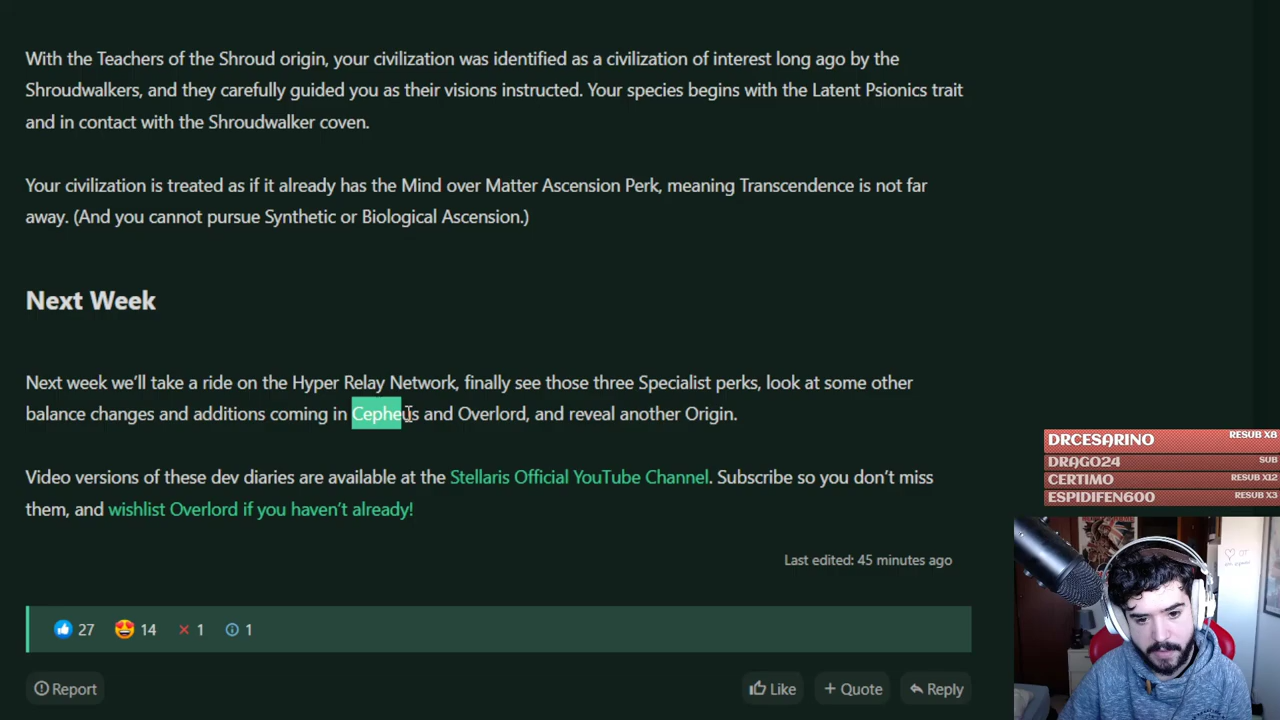 With the Teachers of the Shroud origin, your civilization was identified as a civilization of interest long ago by the
Shroudwalkers, and they carefully guided you as their visions instructed. Your species begins with the Latent Psionics trait
and in contact with the Shroudwalker coven.
Your civilization is treated as if it already has the Mind over Matter Ascension Perk, meaning Transcendence is not far
away. (And you cannot pursue Synthetic or Biological Ascension.)
Next Week
Next week we'll take a ride on the Hyper Relay Network, finally see those three Specialist perks, look at some other
balance changes and additions coming in Cepheus and Overlord, and reveal another Origin.
Video versions of these dev diaries are available at the Stellaris Official YouTube Channel. Subscribe so you don't miss
them, and wishlist Overlord if you haven't already!
Last edited: 45 minutes ago
27 14 1 1
Report Like + Quote Reply
DRCESARINO RESUB X8
DRAGO24 SUB
CERTIMO RESUB X12
ESPIDIFEN600 RESUB X3